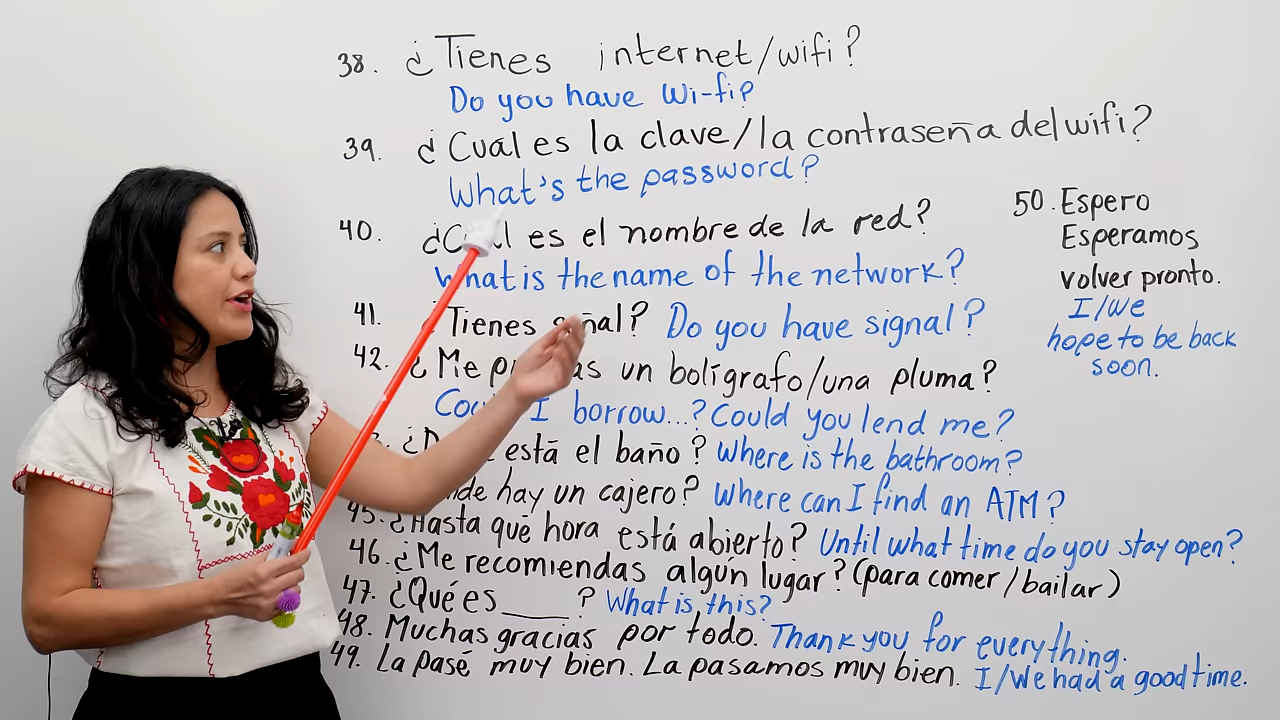 38. ¿Tienes internet/wifi?
Do you have Wi-fi?
39. ¿Cuál es la clave/la contraseña del wifi?
What's the password?
40. es el nombre de la red?
What is the name of the network?
41. ¿Tienes señal? Do you have signal?
42. ¿Me un bolígrafo/una pluma?
I borrow...? Could you lend me?
está el baño? Where is the bathroom?
hay un cajero? Where can I find an ATM?
45. ¿Hasta qué hora está abierto? Until what time do you stay open?
46. ¿Me recomiendas algún lugar? (para comer/bailar)
47. ¿Qué es ____? What is this?
48. Muchas gracias por todo. Thank you for everything.
49. La pasé muy bien. La pasamos muy bien. I/We had a good time.
50. Espero
Esperamos
volver pronto.
I/We
hope to be back
soon.